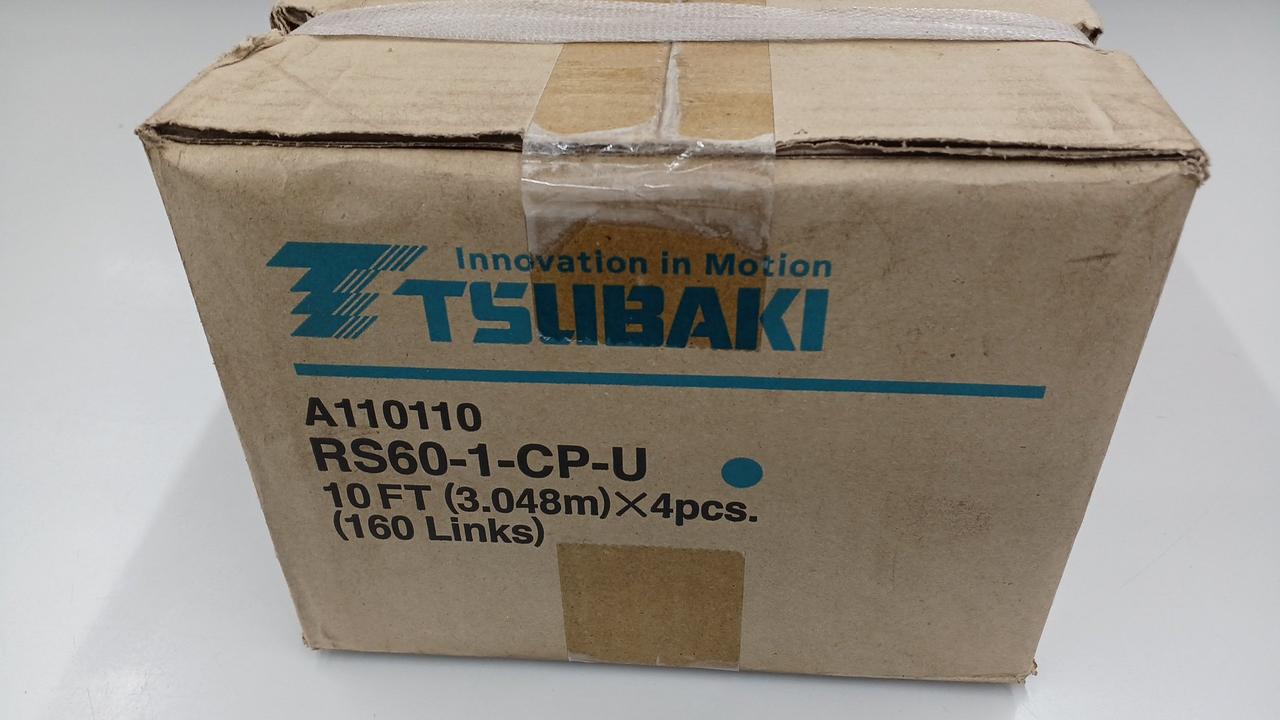 Innovation in Motion
TSUBAKI
A110110
RS60-1-CP-U
10 FT (3.048m)×4pcs.
(160 Links)